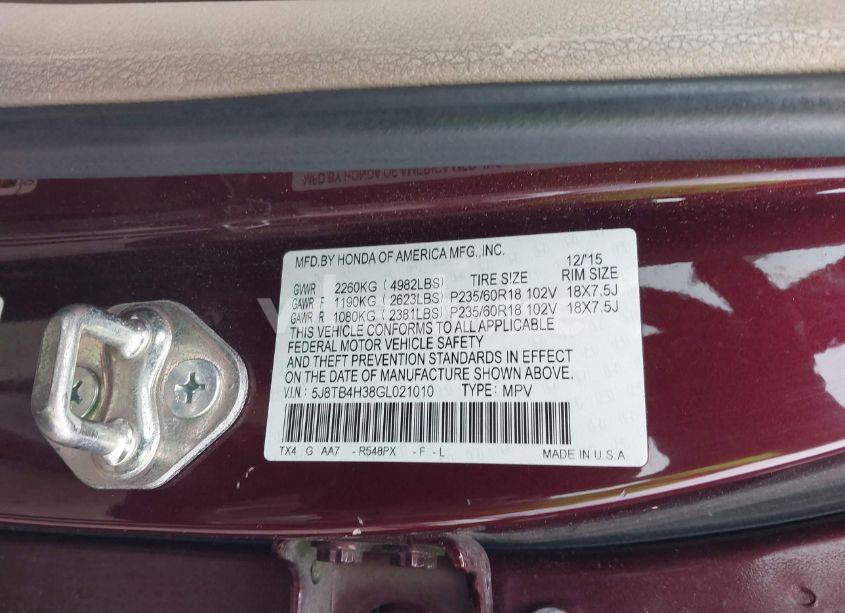 MFD.BY HONDA OF AMERICA MFG.,INC. 12/'15
GVWR 2260KG (4982LBS) TIRE SIZE RIM SIZE
GAWR F 1190KG (2623LBS) P235/60R18 102V 18X7.5J
GAWR R 1080KG (2381LBS) P235/60R18 102V 18X7.5J
THIS VEHICLE CONFORMS TO ALL APPLICABLE
FEDERAL MOTOR VEHICLE SAFETY
AND THEFT PREVENTION STANDARDS IN EFFECT
ON THE DATE OF MANUFACTURE SHOWN ABOVE.
V.I.N : 5J8TB4H38GL021010 TYPE: MPV
TX4 G AA7 -R548PX -F -L MADE IN U.S.A